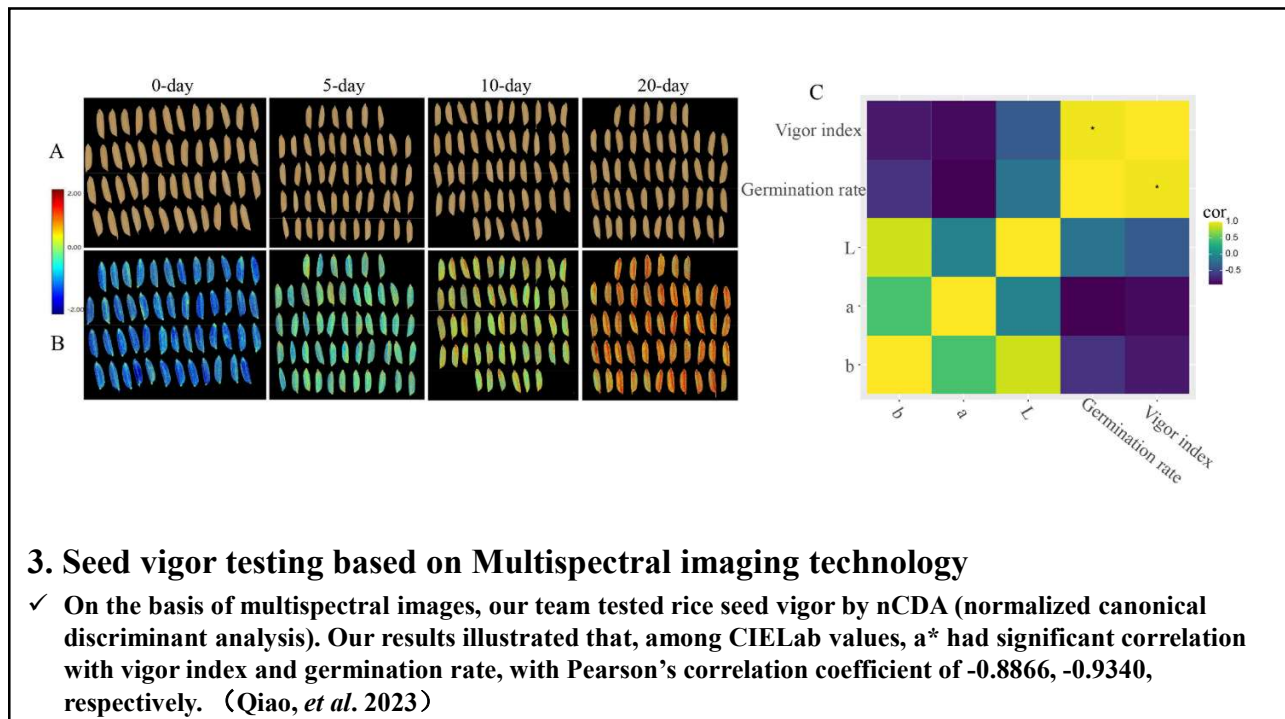 0-day 5-day 10-day 20-day
A
2.00
0.00
-2.00
B
C
Vigor index
*
Germination rate
*
L
a
b
b
a
L
Germination rate
Vigor index
cor
1.0
0.5
0.0
-0.5
3. Seed vigor testing based on Multispectral imaging technology
✓ On the basis of multispectral images, our team tested rice seed vigor by nCDA (normalized canonical
discriminant analysis). Our results illustrated that, among CIELab values, a* had significant correlation
with vigor index and germination rate, with Pearson’s correlation coefficient of -0.8866, -0.9340,
respectively. （Qiao, et al. 2023）